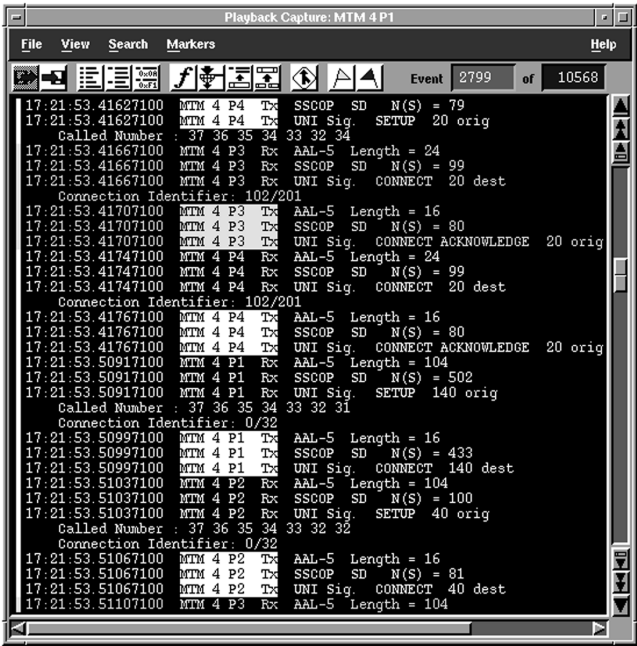 Playback Capture: MTM 4 P1
File View Search Markers Help
0x0A
0xF1
Event 2799 of 10568
17:21:53.41627100 MTM 4 P4 Tx SSCOP SD N(S) = 79
17:21:53.41627100 MTM 4 P4 Tx UNI Sig. SETUP 20 orig
Called Number : 37 36 35 34 33 32 34
17:21:53.41667100 MTM 4 P3 Rx AAL-5 Length = 24
17:21:53.41667100 MTM 4 P3 Rx SSCOP SD N(S) = 99
17:21:53.41667100 MTM 4 P3 Rx UNI Sig. CONNECT 20 dest
Connection Identifier: 102/201
17:21:53.41707100 MTM 4 P3 Tx AAL-5 Length = 16
17:21:53.41707100 MTM 4 P3 Tx SSCOP SD N(S) = 80
17:21:53.41707100 MTM 4 P3 Tx UNI Sig. CONNECT ACKNOWLEDGE 20 orig
17:21:53.41747100 MTM 4 P4 Rx AAL-5 Length = 24
17:21:53.41747100 MTM 4 P4 Rx SSCOP SD N(S) = 99
17:21:53.41747100 MTM 4 P4 Rx UNI Sig. CONNECT 20 dest
Connection Identifier: 102/201
17:21:53.41767100 MTM 4 P4 Tx AAL-5 Length = 16
17:21:53.41767100 MTM 4 P4 Tx SSCOP SD N(S) = 80
17:21:53.41767100 MTM 4 P4 Tx UNI Sig. CONNECT ACKNOWLEDGE 20 orig
17:21:53.50917100 MTM 4 P1 Rx AAL-5 Length = 104
17:21:53.50917100 MTM 4 P1 Rx SSCOP SD N(S) = 502
17:21:53.50917100 MTM 4 P1 Rx UNI Sig. SETUP 140 orig
Called Number : 37 36 35 34 33 32 31
Connection Identifier: 0/32
17:21:53.50997100 MTM 4 P1 Tx AAL-5 Length = 16
17:21:53.50997100 MTM 4 P1 Tx SSCOP SD N(S) = 433
17:21:53.50997100 MTM 4 P1 Tx UNI Sig. CONNECT 140 dest
17:21:53.51037100 MTM 4 P2 Rx AAL-5 Length = 104
17:21:53.51037100 MTM 4 P2 Rx SSCOP SD N(S) = 100
17:21:53.51037100 MTM 4 P2 Rx UNI Sig. SETUP 40 orig
Called Number : 37 36 35 34 33 32 32
Connection Identifier: 0/32
17:21:53.51067100 MTM 4 P2 Tx AAL-5 Length = 16
17:21:53.51067100 MTM 4 P2 Tx SSCOP SD N(S) = 81
17:21:53.51067100 MTM 4 P2 Tx UNI Sig. CONNECT 40 dest
17:21:53.51107100 MTM 4 P3 Rx AAL-5 Length = 104